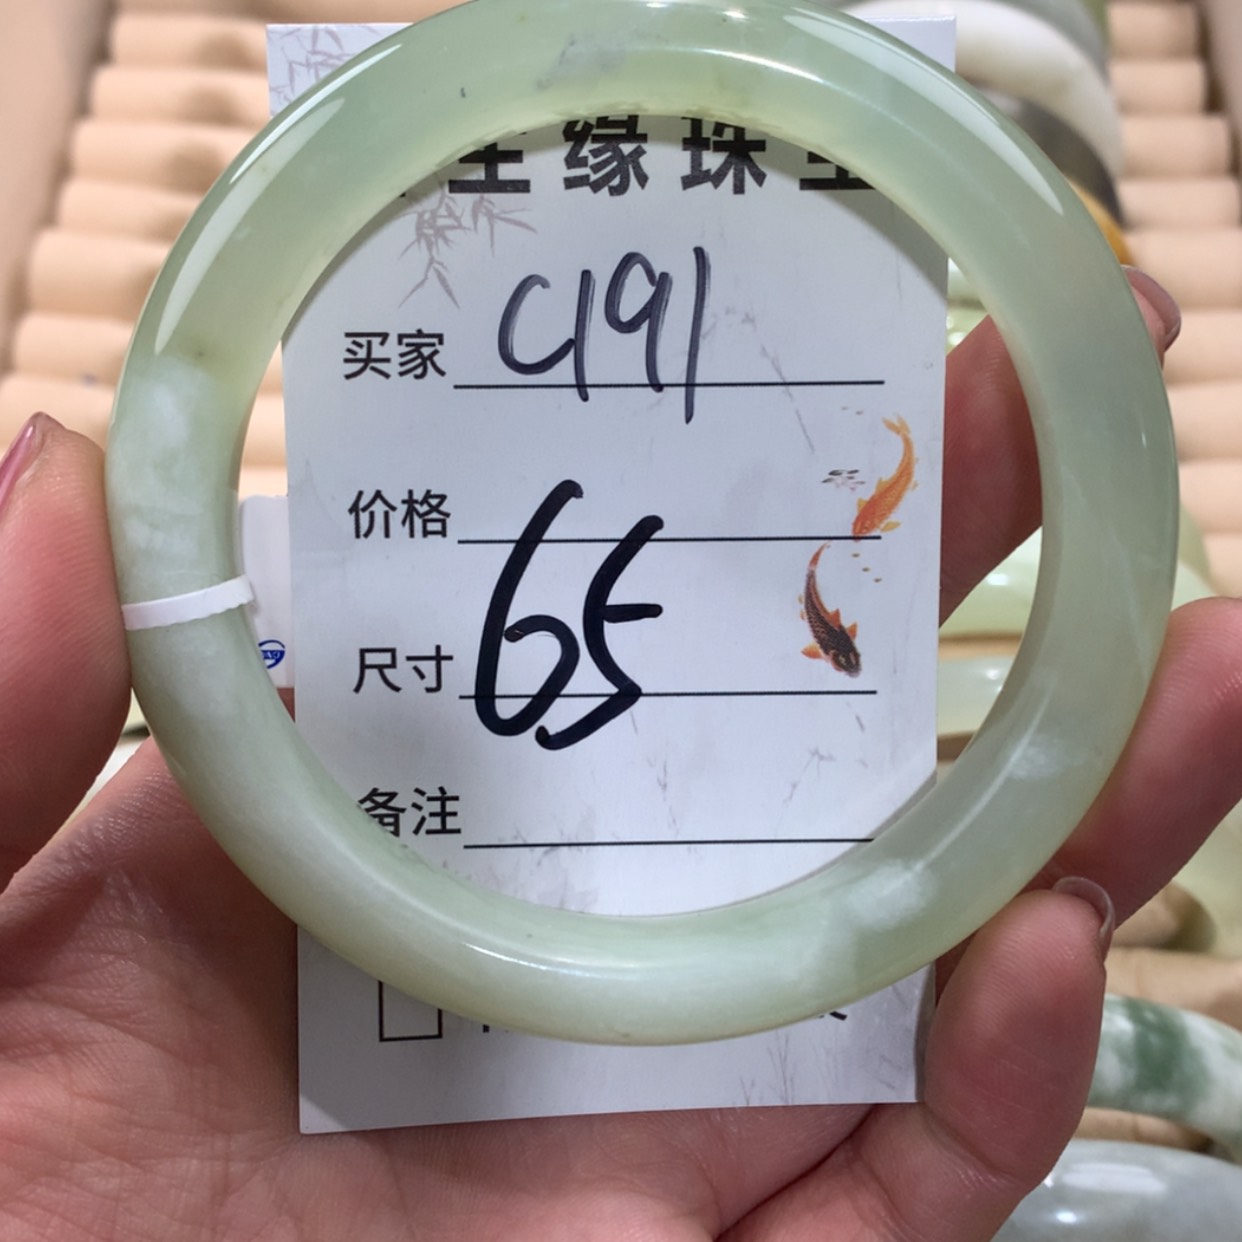 生缘珠宝
买家 C191
价格
尺寸 65
备注